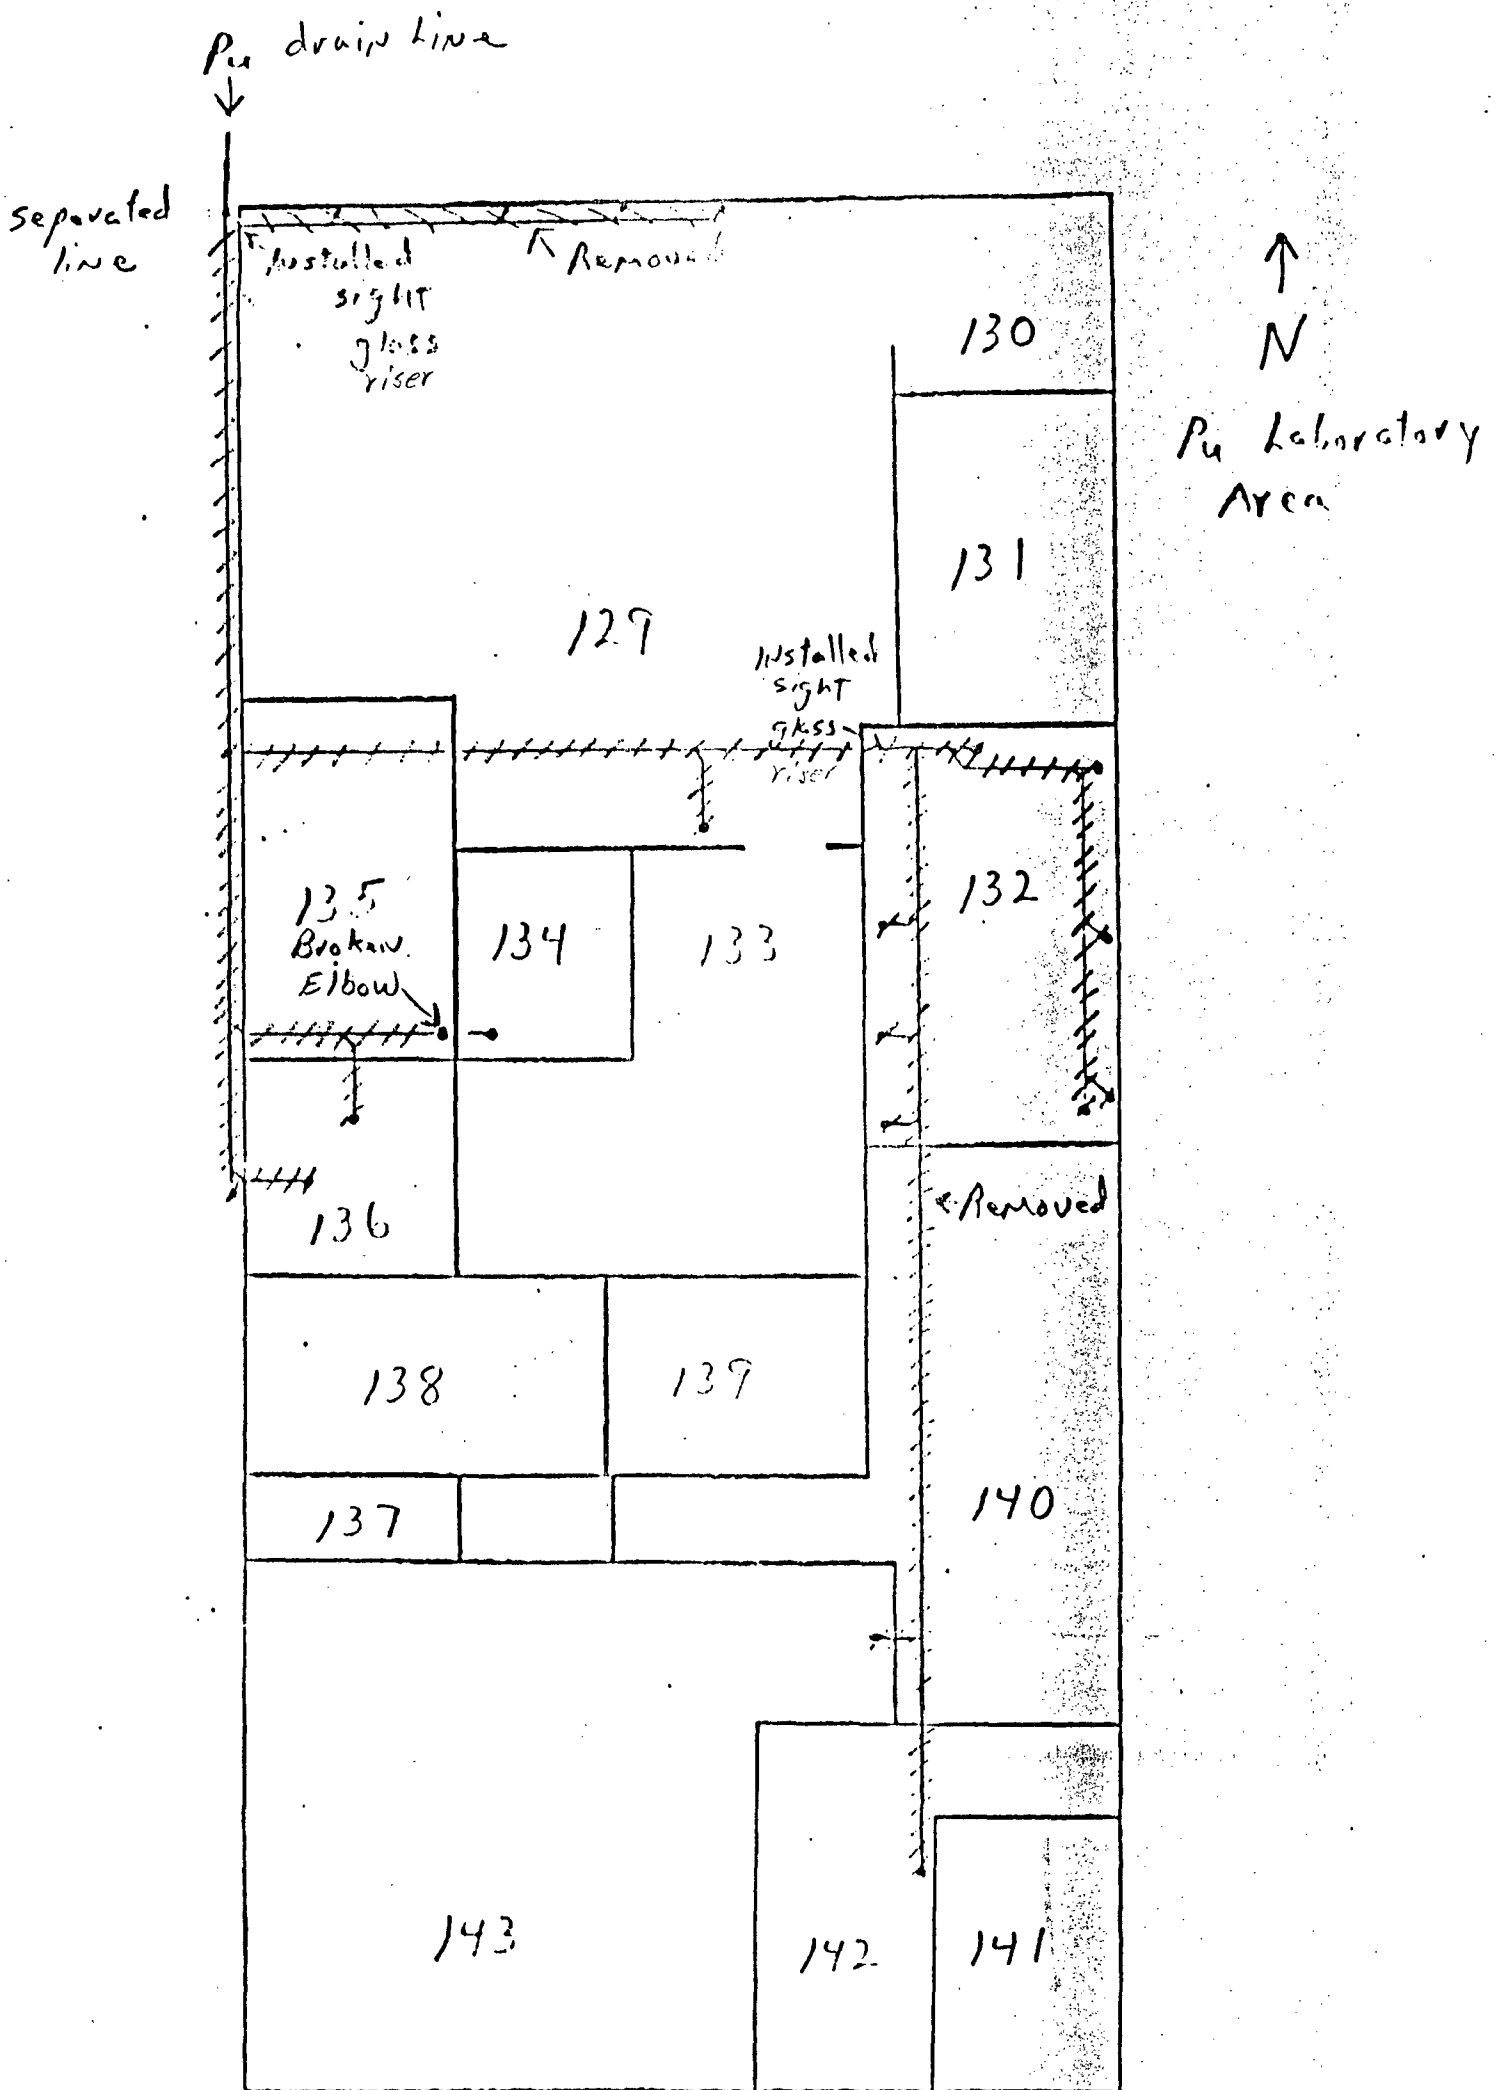 Pu drain Line
separated
line
Installed
sight
glass
riser
Removed
130
N
Pu Laboratory
Area
131
129
Installed
sight
glass
riser
135
Broken
Elbow
134
133
132
136
Removed
138
139
137
140
143
142
141